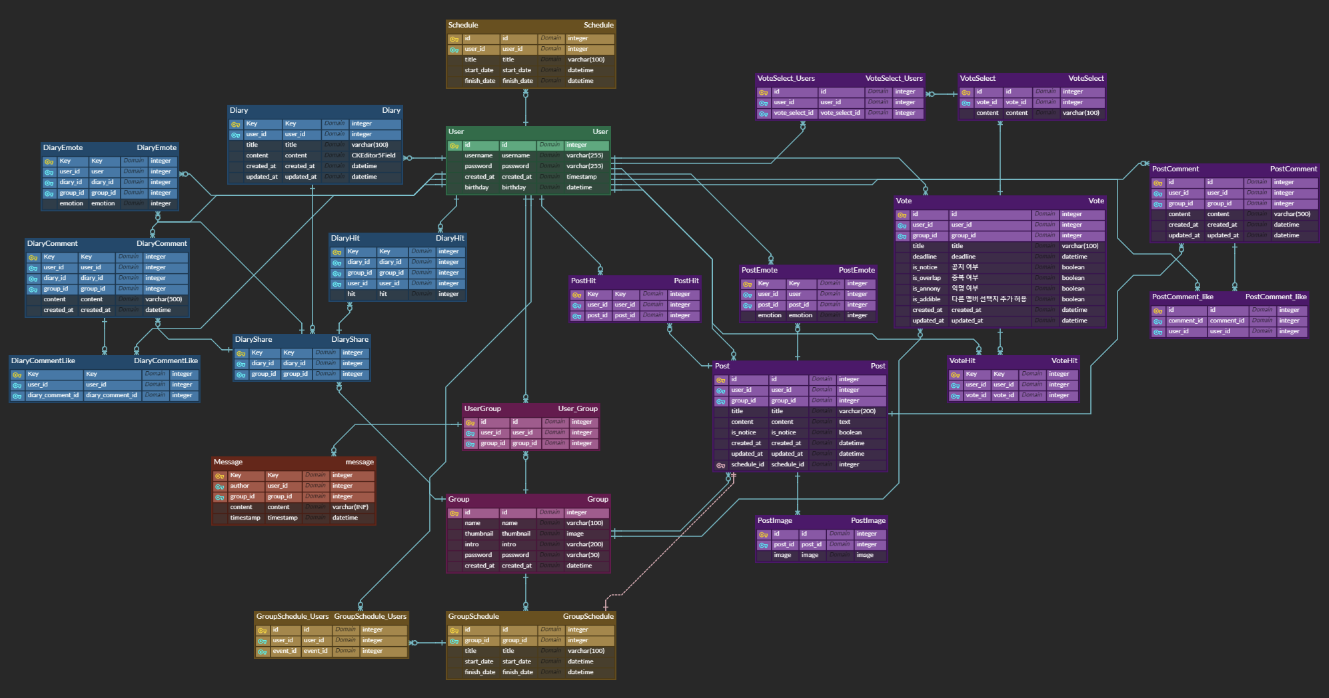 Schedule Schedule
id id Domain integer
user_id user_id Domain integer
title title Domain varchar(100)
start_date start_date Domain datetime
finish_date finish_date Domain datetime
VoteSelect_Users VoteSelect_Users
id id Domain integer
user_id user_id Domain integer
vote_select_id vote_select_id Domain integer
VoteSelect VoteSelect
id id Domain integer
vote_id vote_id Domain integer
content content Domain varchar(100)
Diary Diary
Key Key Domain integer
user_id user_id Domain integer
title title Domain varchar(100)
content content Domain CKEditor5Field
created_at created_at Domain datetime
updated_at updated_at Domain datetime
User User
id id Domain integer
username username Domain varchar(255)
password password Domain varchar(255)
created_at created_at Domain timestamp
birthday birthday Domain datetime
DiaryEmote DiaryEmote
Key Key Domain integer
user_id user Domain integer
diary_id diary_id Domain integer
group_id group_id Domain integer
emotion emotion Domain integer
PostComment PostComment
id id Domain integer
user_id user_id Domain integer
group_id group_id Domain integer
content content Domain varchar(500)
created_at created_at Domain datetime
updated_at updated_at Domain datetime
Vote Vote
id id Domain integer
user_id user_id Domain integer
group_id group_id Domain integer
title title Domain varchar(100)
deadline deadline Domain datetime
is_notice 공지 여부 Domain boolean
is_overlap 중복 여부 Domain boolean
is_annony 익명 여부 Domain boolean
is_addible 다른 멤버 선택지 추가 허용 Domain boolean
created_at created_at Domain datetime
updated_at updated_at Domain datetime
DiaryComment DiaryComment
Key Key Domain integer
user_id user_id Domain integer
diary_id diary_id Domain integer
group_id group_id Domain integer
content content Domain varchar(500)
created_at created_at Domain datetime
DiaryHit DiaryHit
Key Key Domain integer
diary_id diary_id Domain integer
group_id group_id Domain integer
user_id user_id Domain integer
hit hit Domain integer
PostHit PostHit
Key Key Domain integer
user_id user_id Domain integer
post_id post_id Domain integer
PostEmote PostEmote
Key Key Domain integer
user_id user Domain integer
post_id post_id Domain integer
emotion emotion Domain integer
PostComment_like PostComment_like
id id Domain integer
comment_id comment_id Domain integer
user_id user_id Domain integer
DiaryCommentLike DiaryCommentLike
Key Key Domain integer
user_id user_id Domain integer
diary_comment_id diary_comment_id Domain integer
DiaryShare DiaryShare
Key Key Domain integer
diary_id diary_id Domain integer
group_id group_id Domain integer
VoteHit VoteHit
Key Key Domain integer
user_id user_id Domain integer
vote_id vote_id Domain integer
Post Post
id id Domain integer
user_id user_id Domain integer
group_id group_id Domain integer
title title Domain varchar(200)
content content Domain text
is_notice is_notice Domain boolean
created_at created_at Domain datetime
updated_at updated_at Domain datetime
schedule_id schedule_id Domain integer
UserGroup User_Group
id id Domain integer
user_id user_id Domain integer
group_id group_id Domain integer
Message message
Key Key Domain integer
author user_id Domain integer
group_id group_id Domain integer
content content Domain varchar(INF)
timestamp timestamp Domain datetime
Group Group
id id Domain integer
name name Domain varchar(100)
thumbnail thumbnail Domain image
intro intro Domain varchar(200)
password password Domain varchar(30)
created_at created_at Domain datetime
PostImage PostImage
id id Domain integer
post_id post_id Domain integer
image image Domain image
GroupSchedule_Users GroupSchedule_Users
id id Domain integer
user_id user_id Domain integer
event_id event_id Domain integer
GroupSchedule GroupSchedule
id id Domain integer
group_id group_id Domain integer
title title Domain varchar(100)
start_date start_date Domain datetime
finish_date finish_date Domain datetime